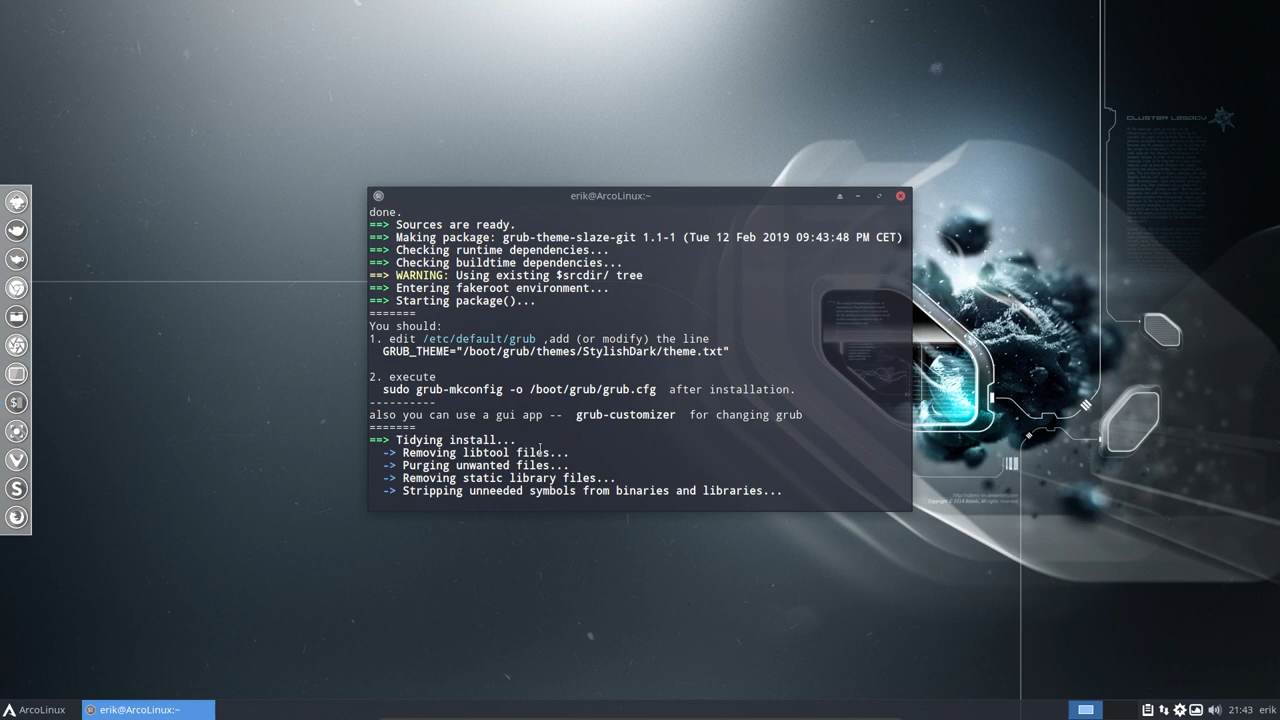 CLUSTER LEGACY
erik@ArcoLinux:~
done.
==> Sources are ready.
==> Making package: grub-theme-slaze-git 1.1-1 (Tue 12 Feb 2019 09:43:48 PM CET)
==> Checking runtime dependencies...
==> Checking buildtime dependencies...
==> WARNING: Using existing $srcdir/ tree
==> Entering fakeroot environment...
==> Starting package()...
=======
You should:
1. edit /etc/default/grub ,add (or modify) the line
GRUB_THEME="/boot/grub/themes/StylishDark/theme.txt"
2. execute
sudo grub-mkconfig -o /boot/grub/grub.cfg  after installation.
----------
also you can use a gui app --  grub-customizer  for changing grub
=======
==> Tidying install...
-> Removing libtool files...
-> Purging unwanted files...
-> Removing static library files...
-> Stripping unneeded symbols from binaries and libraries...
ArcoLinux
erik@ArcoLinux:~
21:43
erik